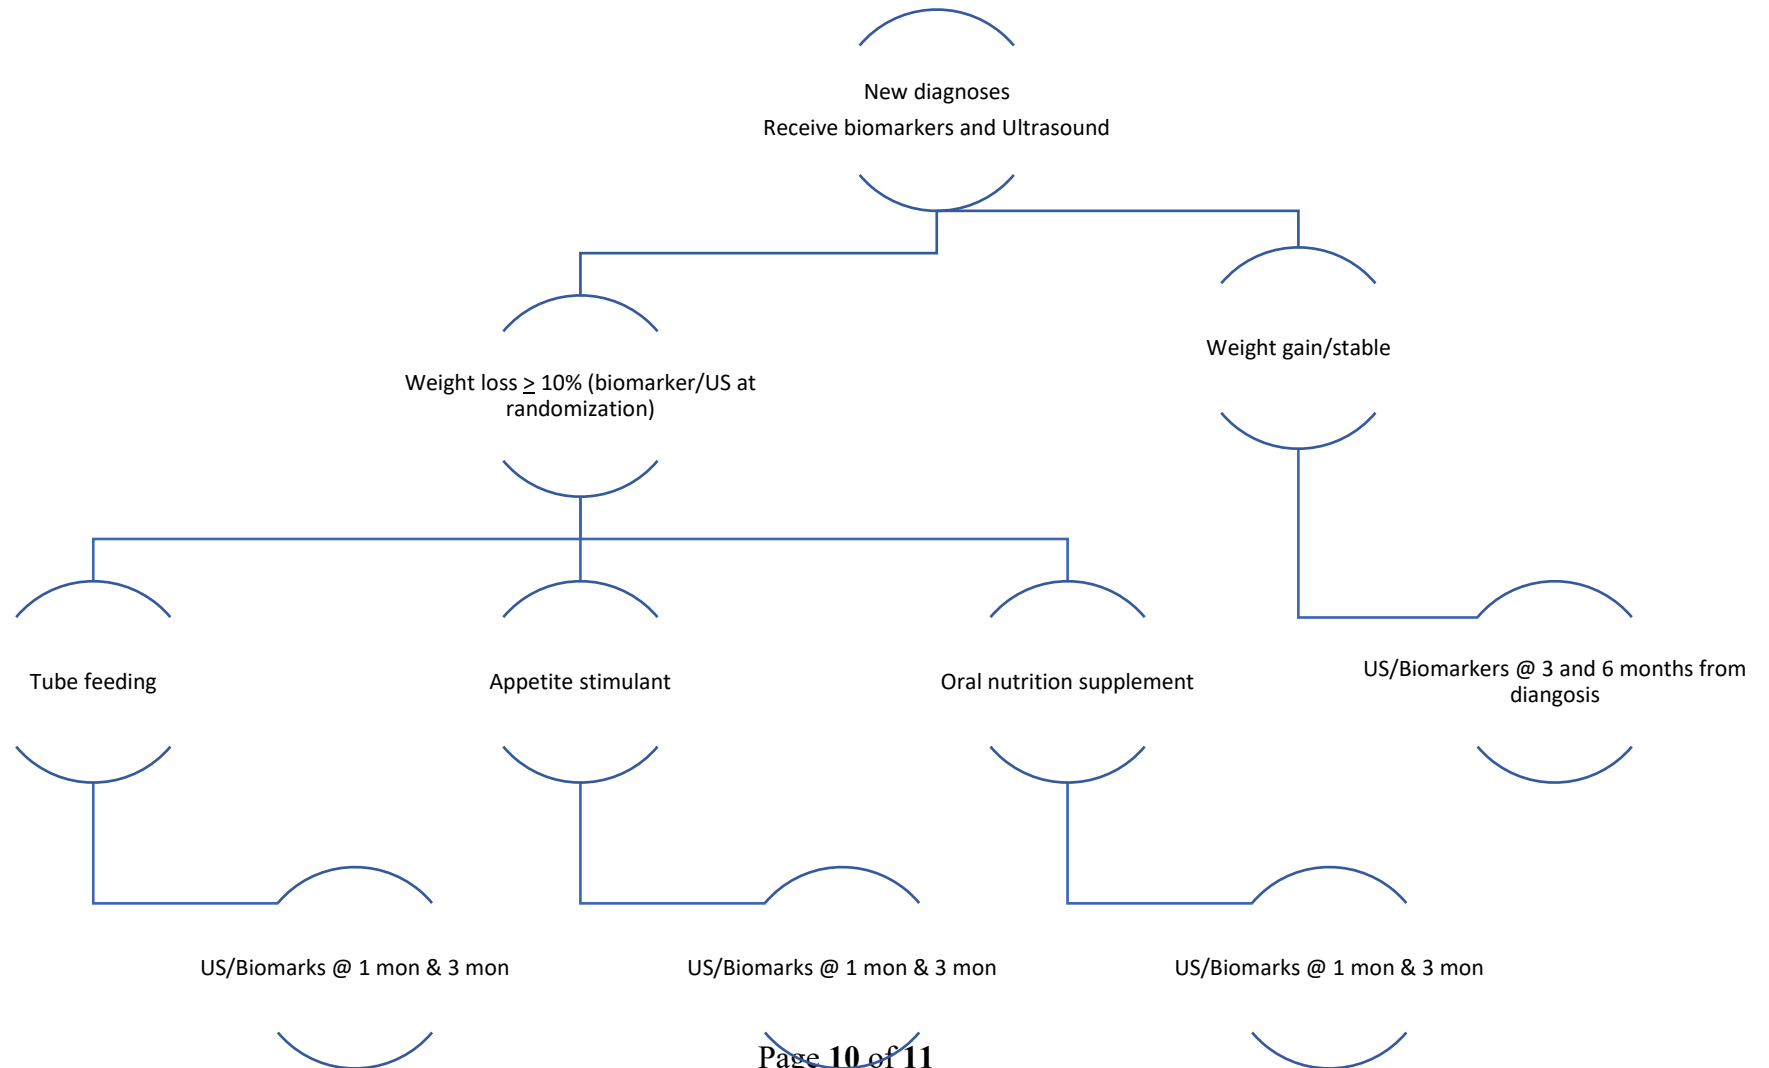 New diagnoses
Receive biomarkers and Ultrasound
Weight gain/stable
Weight loss ≥ 10% (biomarker/US at
randomization)
Tube feeding
Appetite stimulant
Oral nutrition supplement
US/Biomarkers @ 3 and 6 months from
diangosis
US/Biomarks @ 1 mon & 3 mon
US/Biomarks @ 1 mon & 3 mon
US/Biomarks @ 1 mon & 3 mon
Page 10 of 11